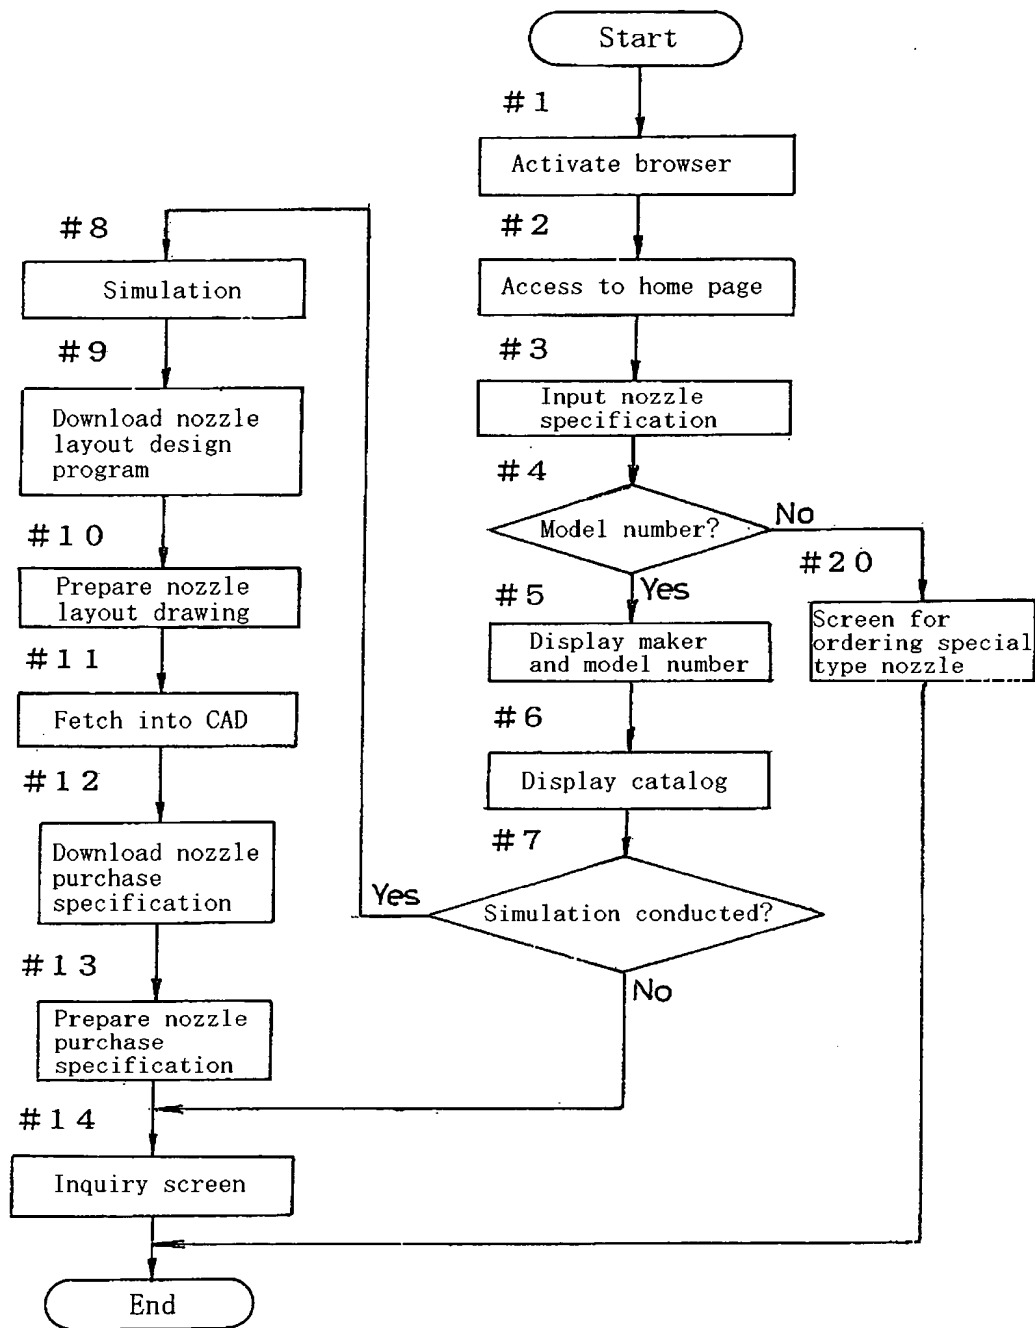 Start
#1
Activate browser
#2
Access to home page
#3
Input nozzle
specification
#4
Model number?
No
#20
Screen for
ordering special
type nozzle
Yes
#5
Display maker
and model number
#6
Display catalog
#7
Simulation conducted?
Yes
No
#8
Simulation
#9
Download nozzle
layout design
program
#10
Prepare nozzle
layout drawing
#11
Fetch into CAD
#12
Download nozzle
purchase
specification
#13
Prepare nozzle
purchase
specification
#14
Inquiry screen
End